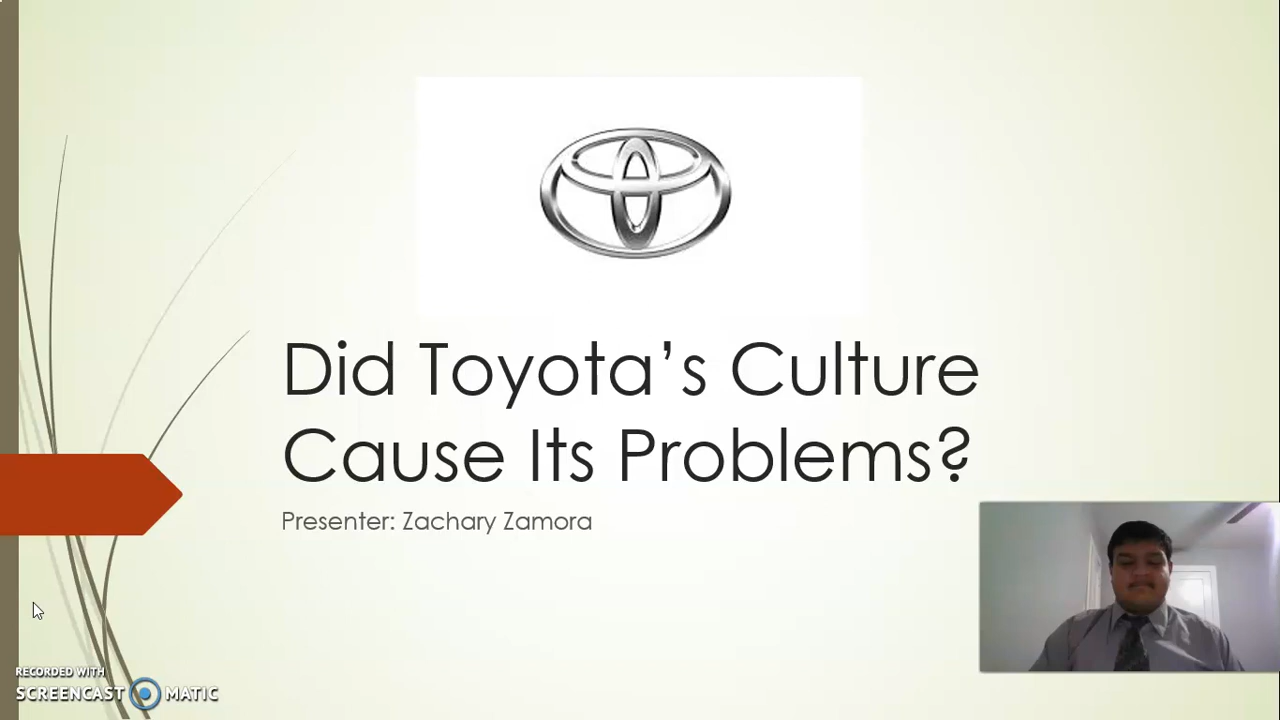 Did Toyota’s Culture
Cause Its Problems?
Presenter: Zachary Zamora
RECORDED WITH
SCREENCAST MATIC